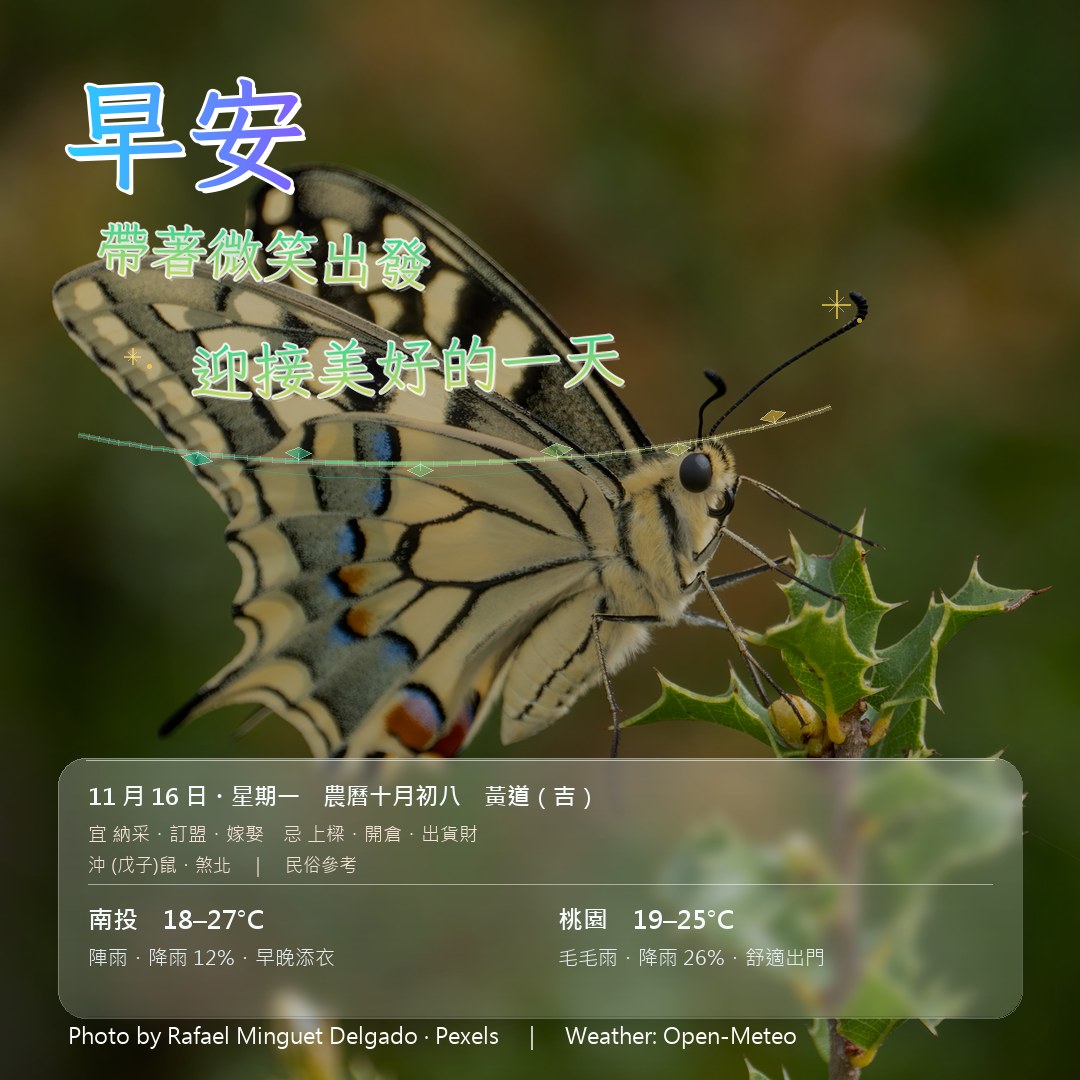 早安
帶著微笑出發
迎接美好的一天
11 月 16 日・星期一　農曆十月初八　黃道（吉）
宜 納采・訂盟・嫁娶　忌 上樑・開倉・出貨財
沖 (戊子)鼠・煞北　|　民俗參考
南投　18–27°C
陣雨・降雨 12%・早晚添衣
桃園　19–25°C
毛毛雨・降雨 26%・舒適出門
Photo by Rafael Minguet Delgado · Pexels　|　Weather: Open-Meteo